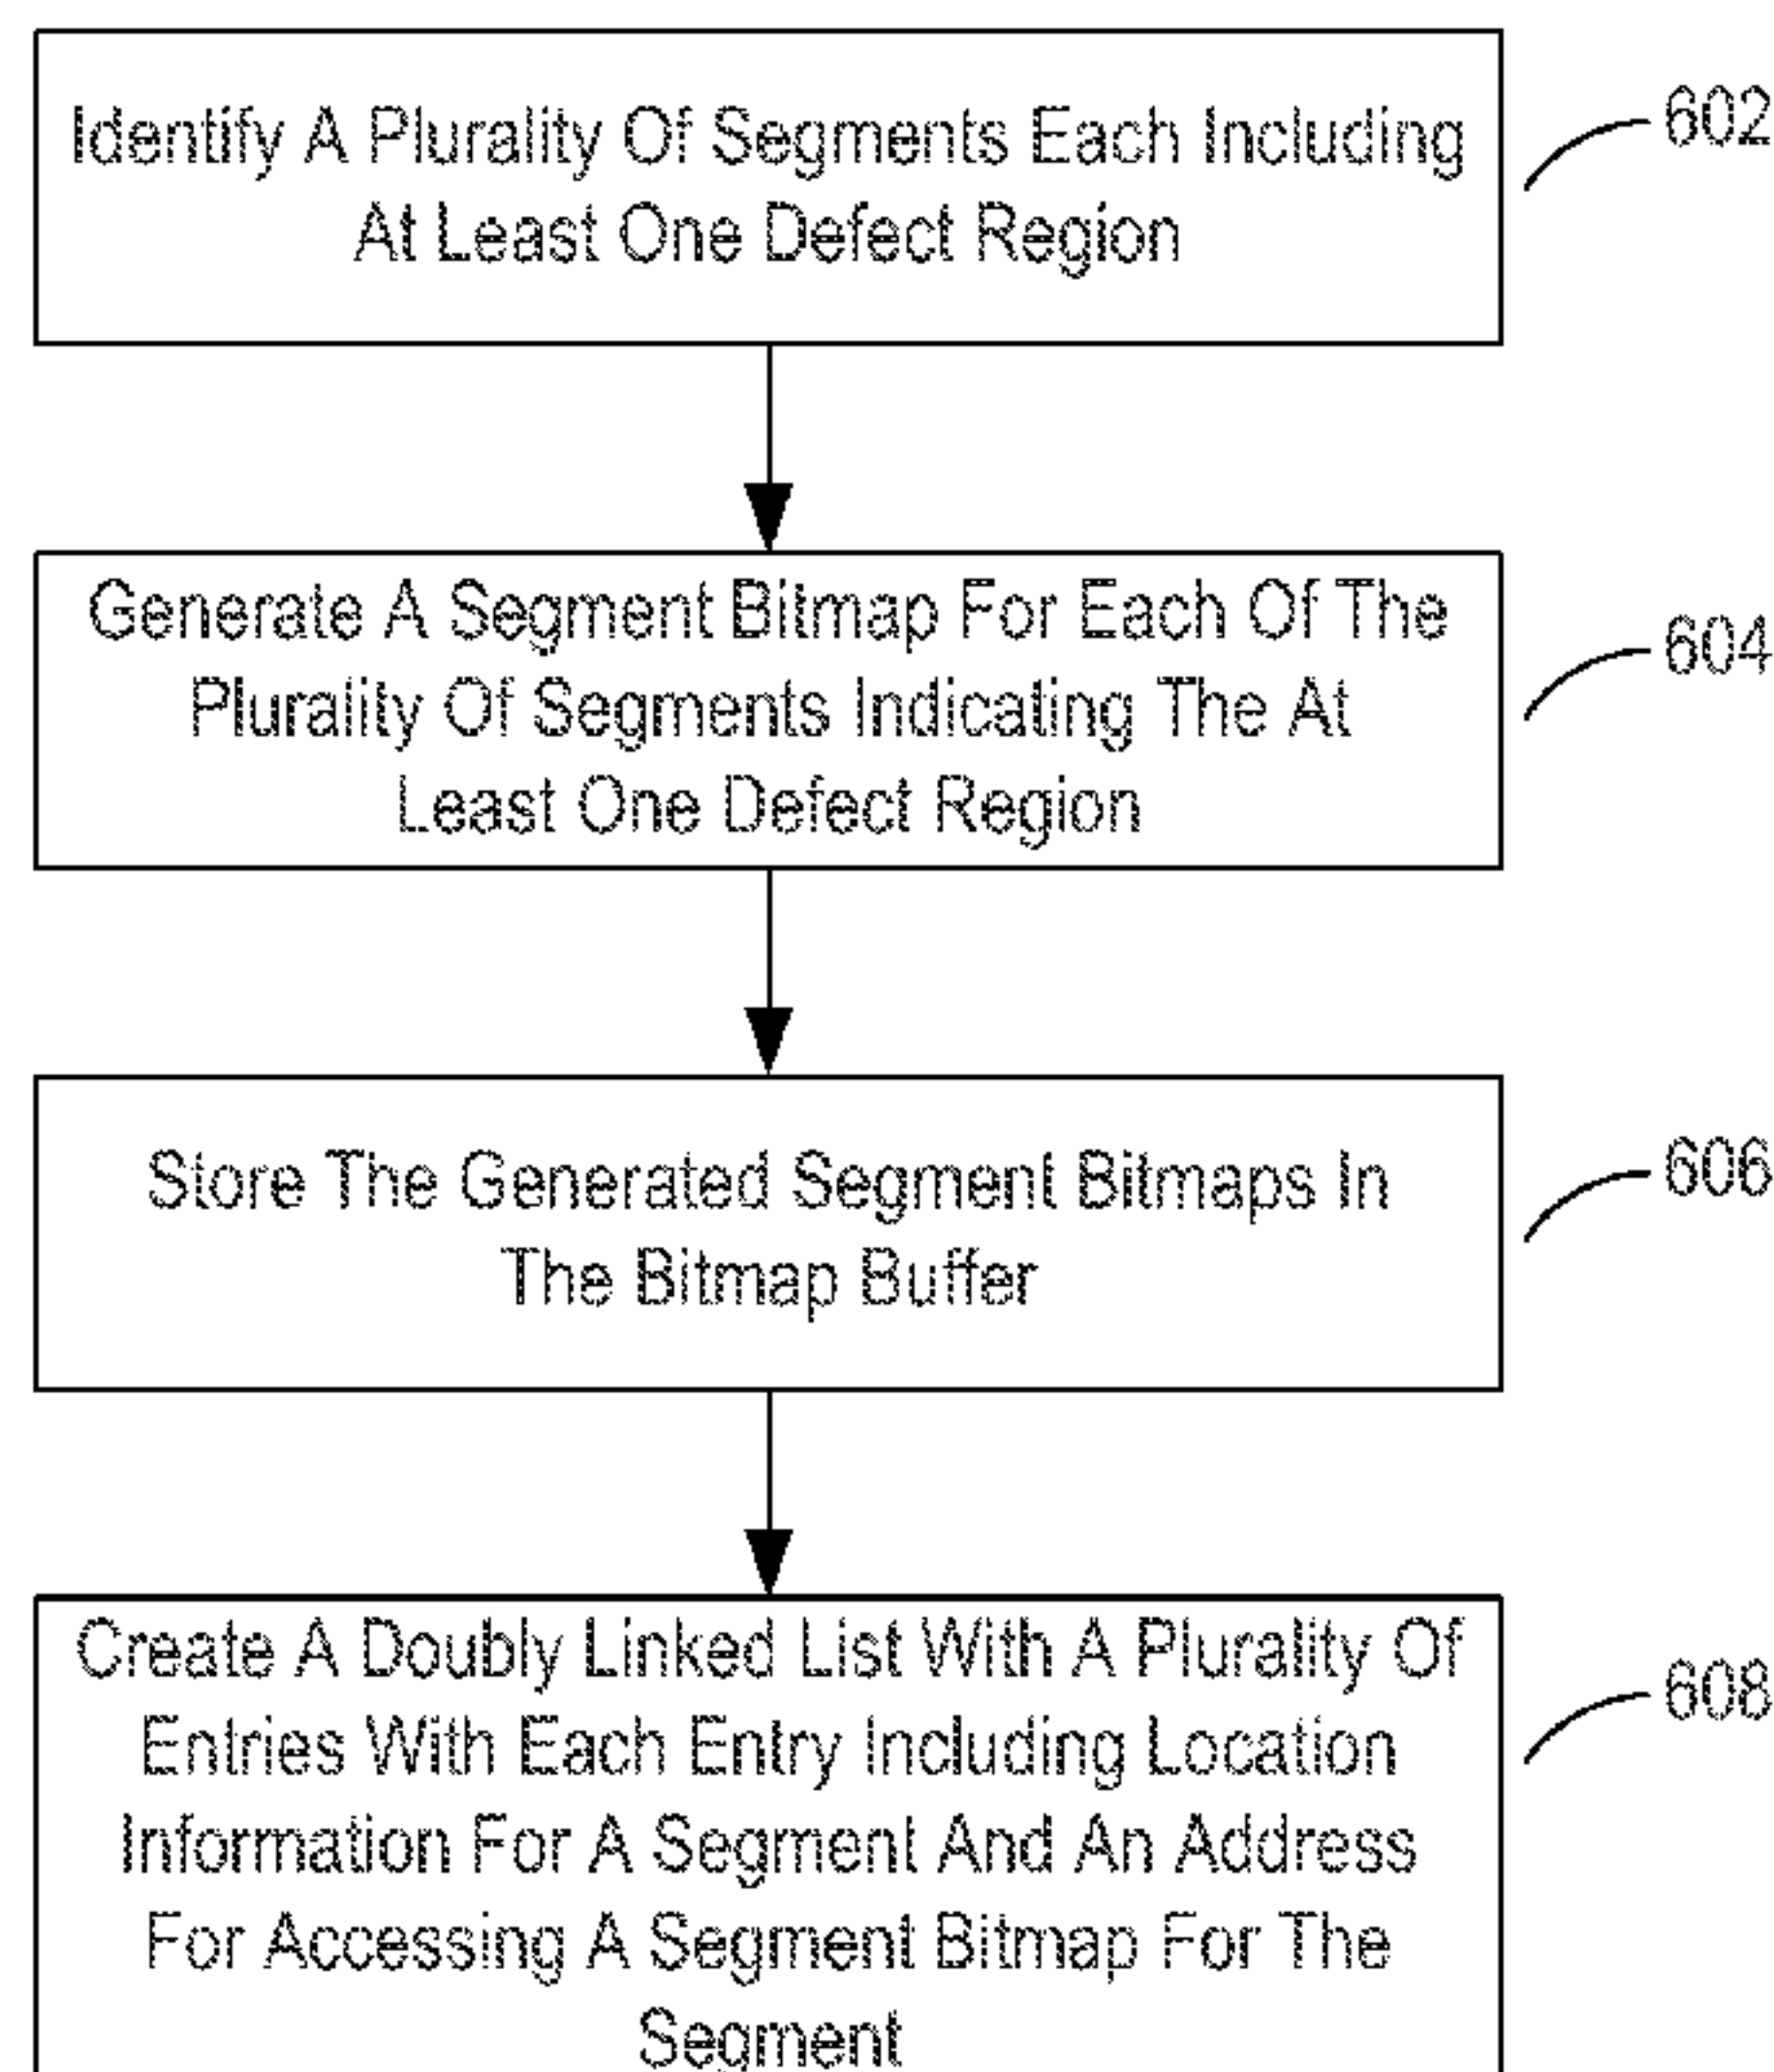 Identify A Plurality Of Segments Each Including
At Least One Defect Region
602
Generate A Segment Bitmap For Each Of The
Plurality Of Segments Indicating The At
Least One Defect Region
604
Store The Generated Segment Bitmaps In
The Bitmap Buffer
606
Create A Doubly Linked List With A Plurality Of
Entries With Each Entry Including Location
Information For A Segment And An Address
For Accessing A Segment Bitmap For The
Segment
608